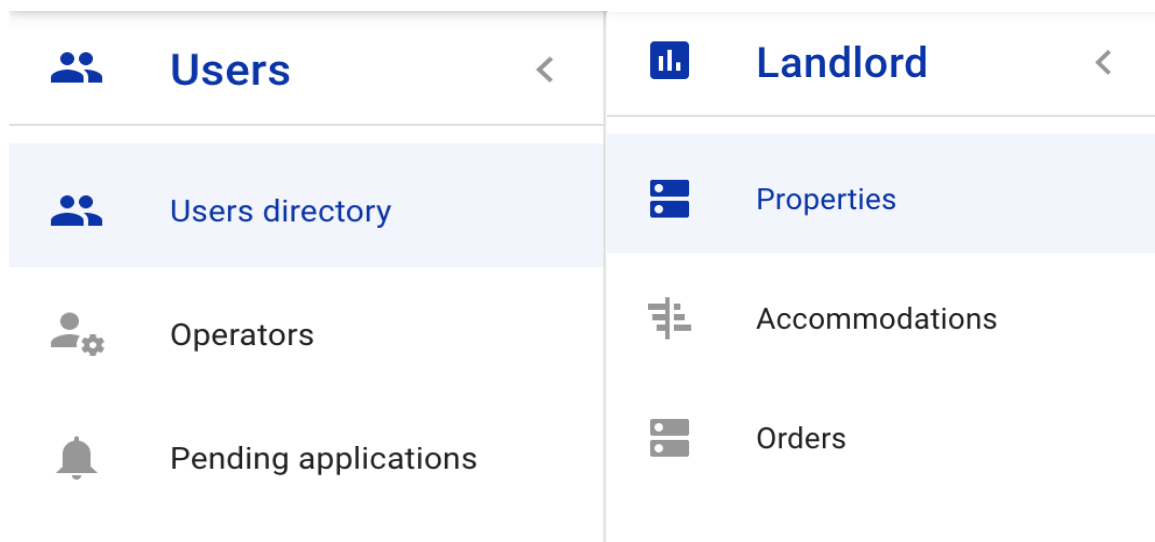 Users
Users directory
Operators
Pending applications
Landlord
Properties
Accommodations
Orders